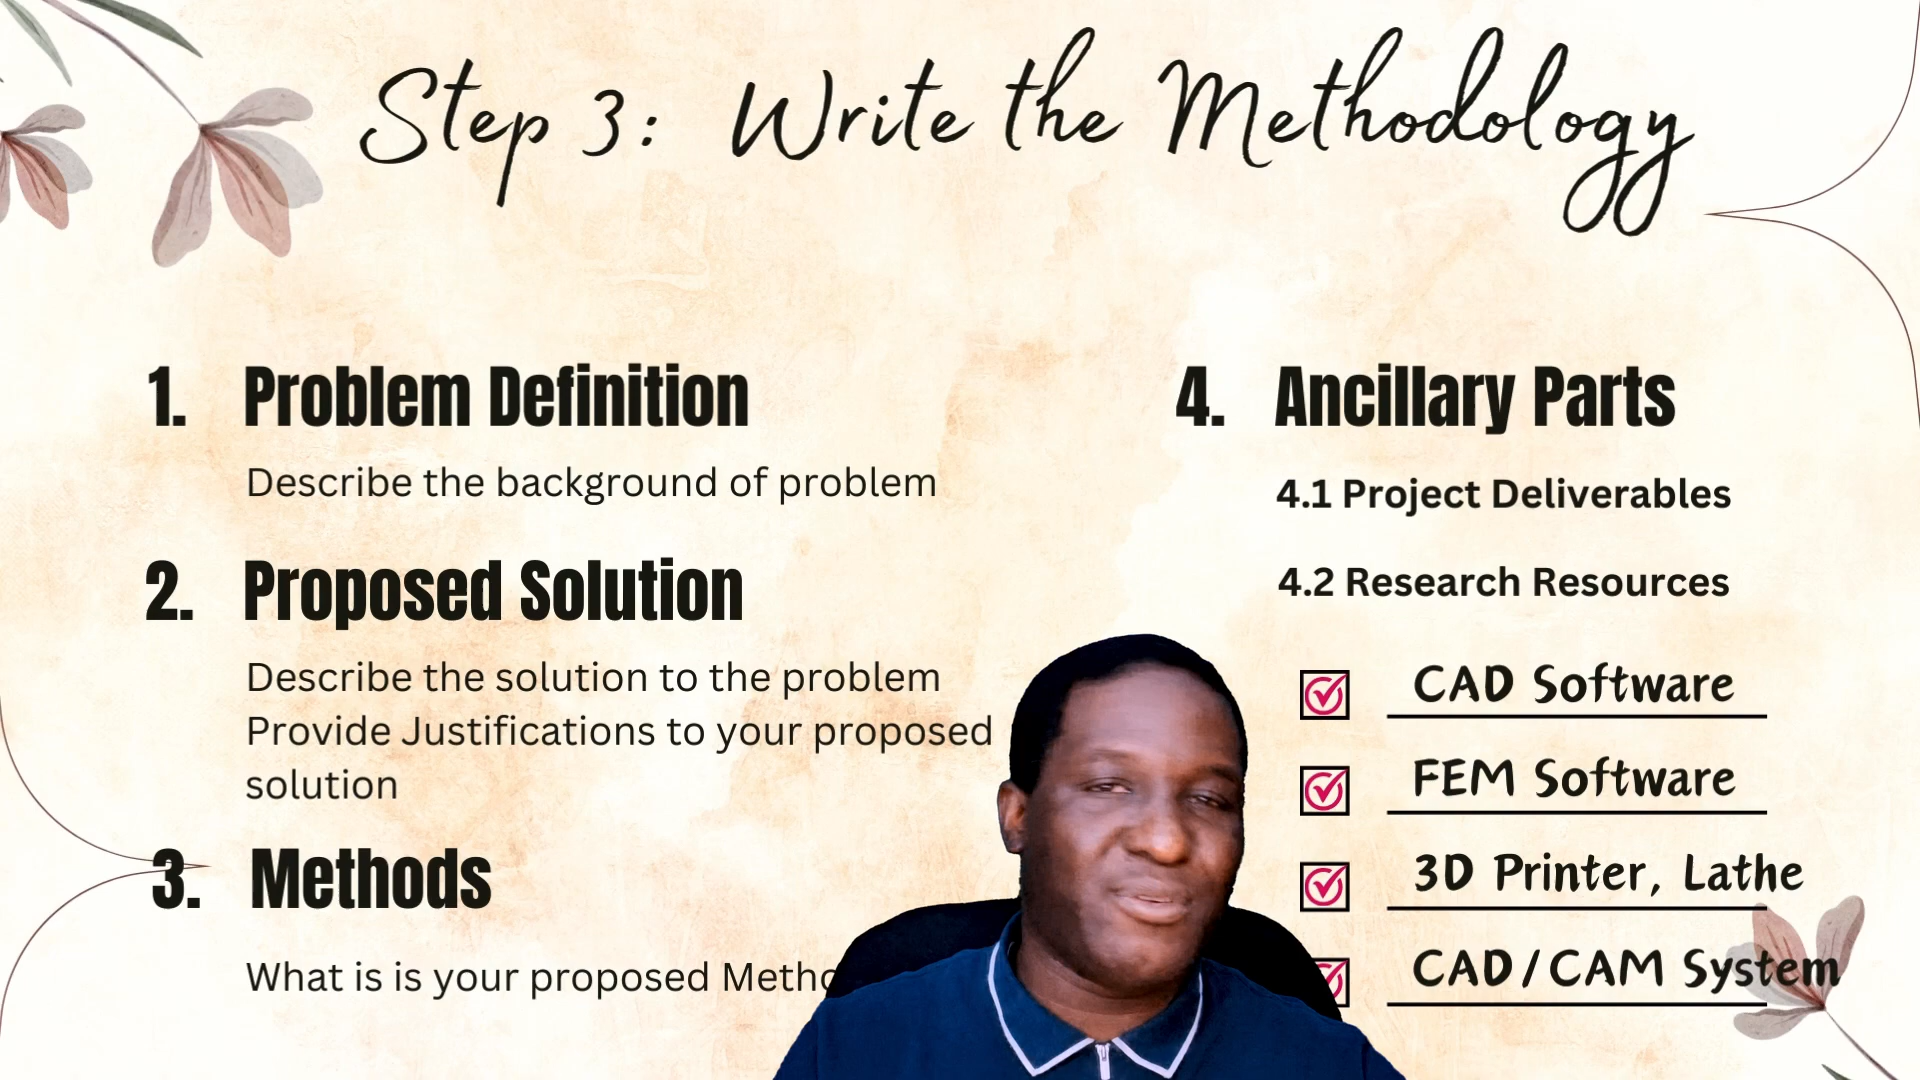 Step 3: Write the Methodology
1. Problem Definition
Describe the background of problem
2. Proposed Solution
Describe the solution to the problem
Provide Justifications to your proposed
solution
3. Methods
What is is your proposed
4. Ancillary Parts
4.1 Project Deliverables
4.2 Research Resources
CAD Software
FEM Software
3D Printer, Lathe
CAD/CAM System